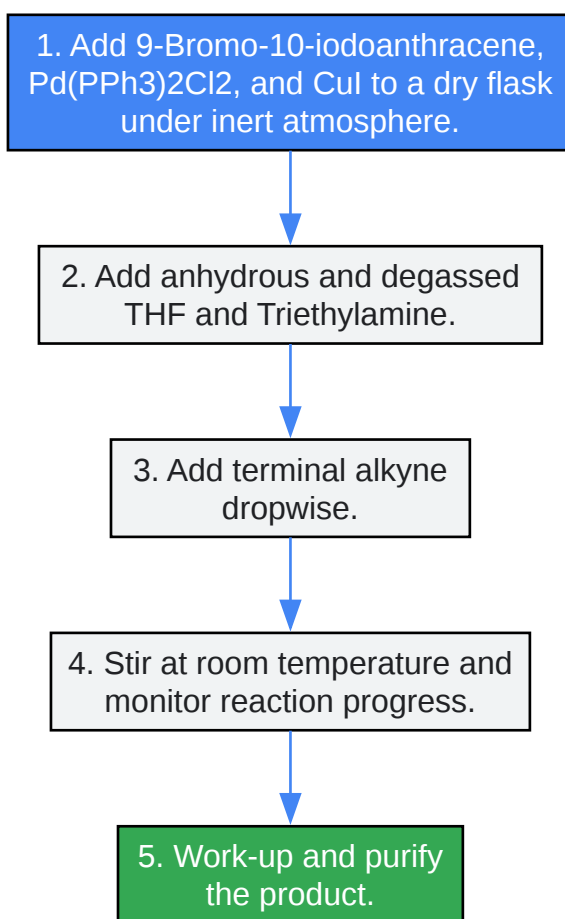 1. Add 9-Bromo-10-iodoanthracene,
Pd(PPh3)2Cl2, and CuI to a dry flask
under inert atmosphere.
2. Add anhydrous and degassed
THF and Triethylamine.
3. Add terminal alkyne
dropwise.
4. Stir at room temperature and
monitor reaction progress.
5. Work-up and purify
the product.